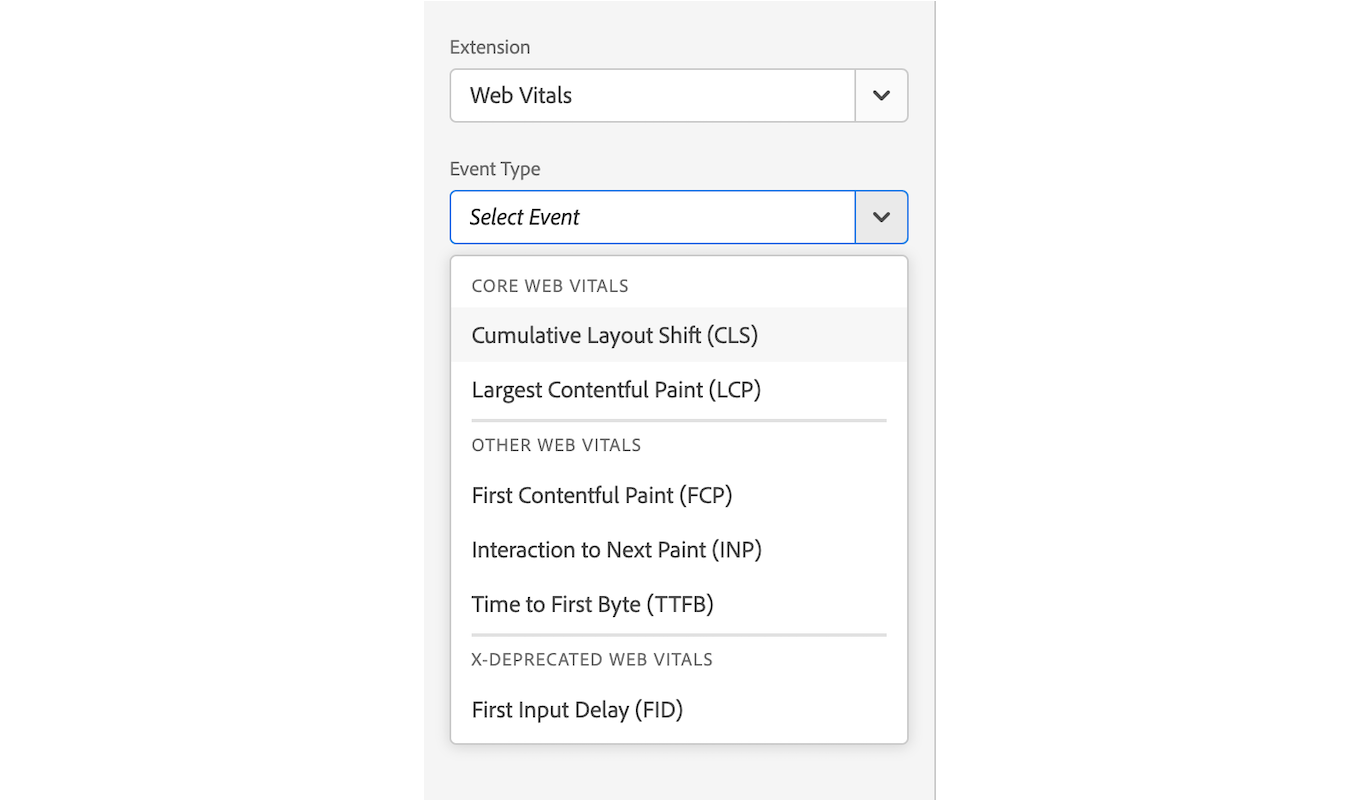 Extension
Web Vitals
Event Type
Select Event
CORE WEB VITALS
Cumulative Layout Shift (CLS)
Largest Contentful Paint (LCP)
OTHER WEB VITALS
First Contentful Paint (FCP)
Interaction to Next Paint (INP)
Time to First Byte (TTFB)
X-DEPRECATED WEB VITALS
First Input Delay (FID)